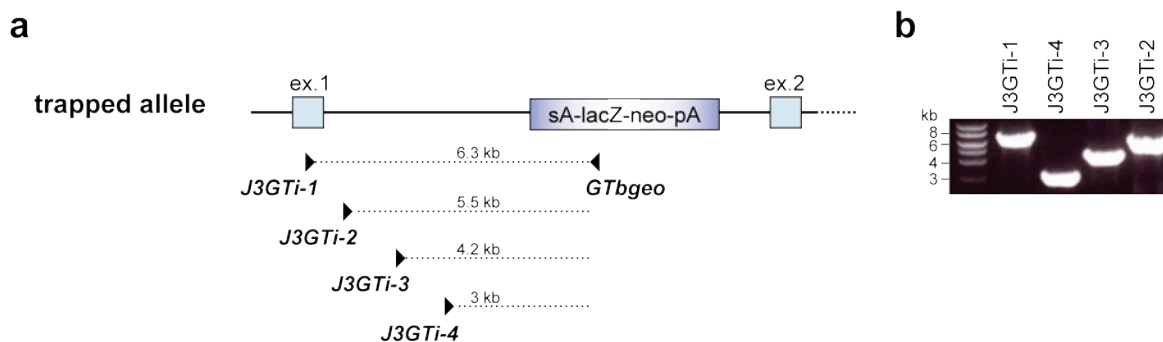 a
trapped allele
ex.1
sA-lacZ-neo-pA
ex.2
6.3 kb
J3GTi-1
GTbgeo
5.5 kb
J3GTi-2
4.2 kb
J3GTi-3
3 kb
J3GTi-4
b
J3GTi-1
J3GTi-4
J3GTi-3
J3GTi-2
kb
8
6
4
3